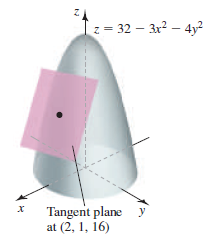 z
z = 32 − 3x² − 4y²
x
y
Tangent plane
at (2, 1, 16)